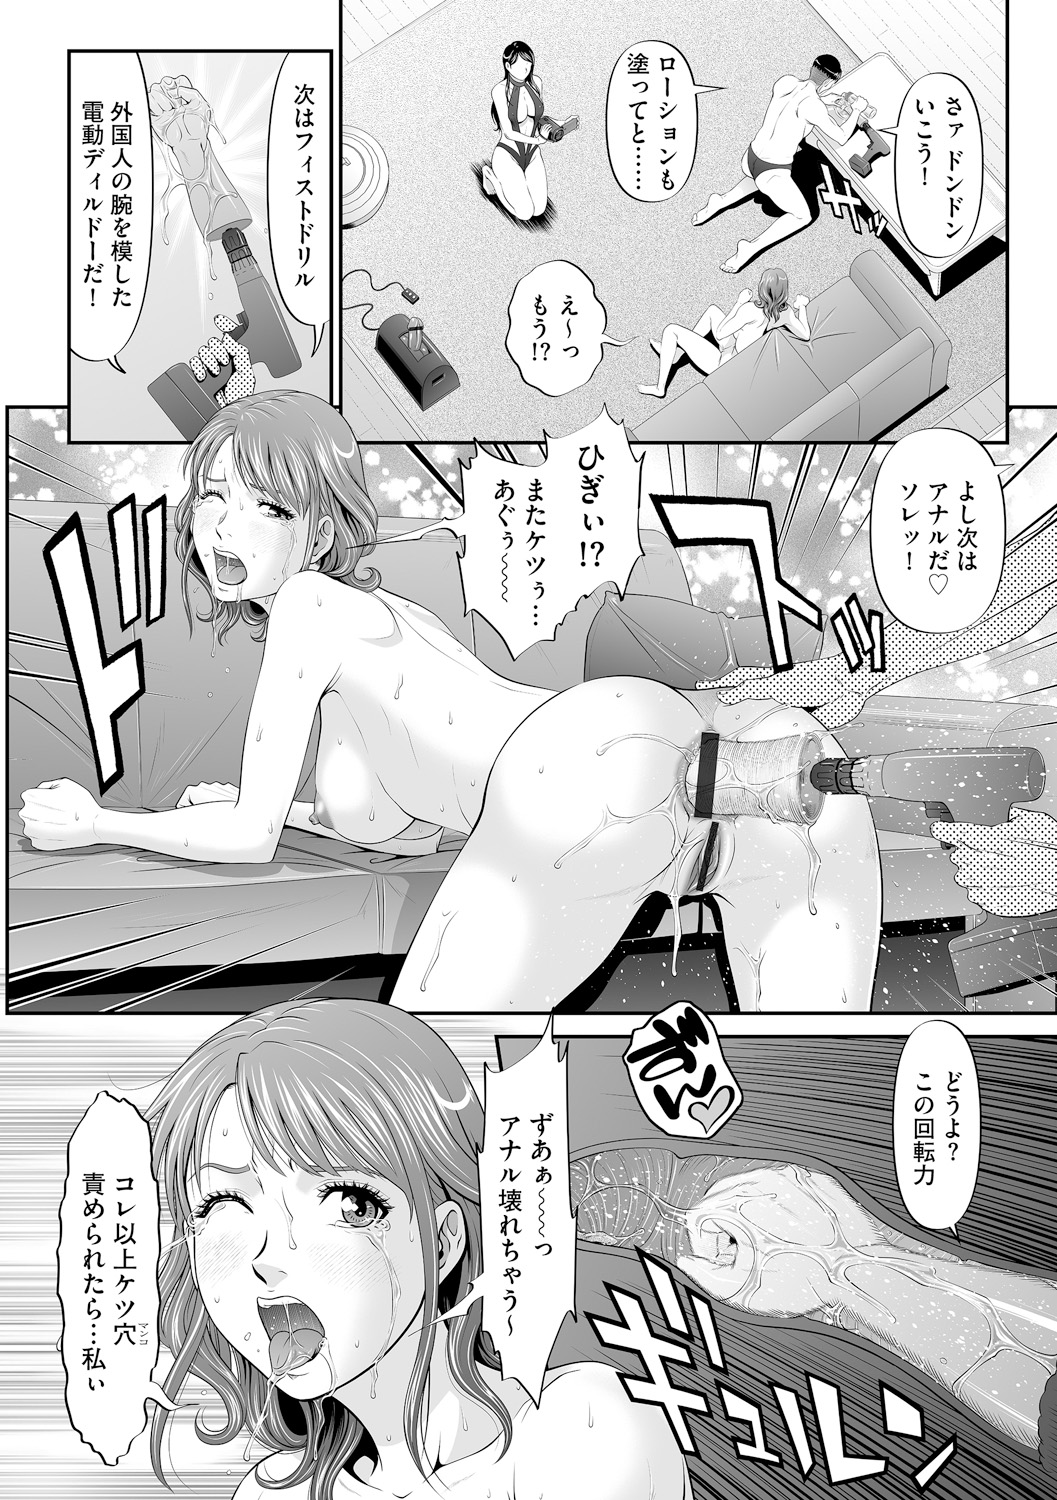 さァ ドンドン
いこう！
ローションも
塗ってと……
え～っ
もう!?
次はフィストドリル
外国人の腕を模した
電動ディルドーだ！
よし次は
アナルだ♡
ソレッ！
ズッ
ひぎぃ!?
またケツぅ…
あぐぅ～～
ドドド
どうよ？
この回転力
ギュルン
ずあぁ～～っ
アナル壊れちゃう～
コレ以上ケツ穴
マンコ
責められたら…私ぃ